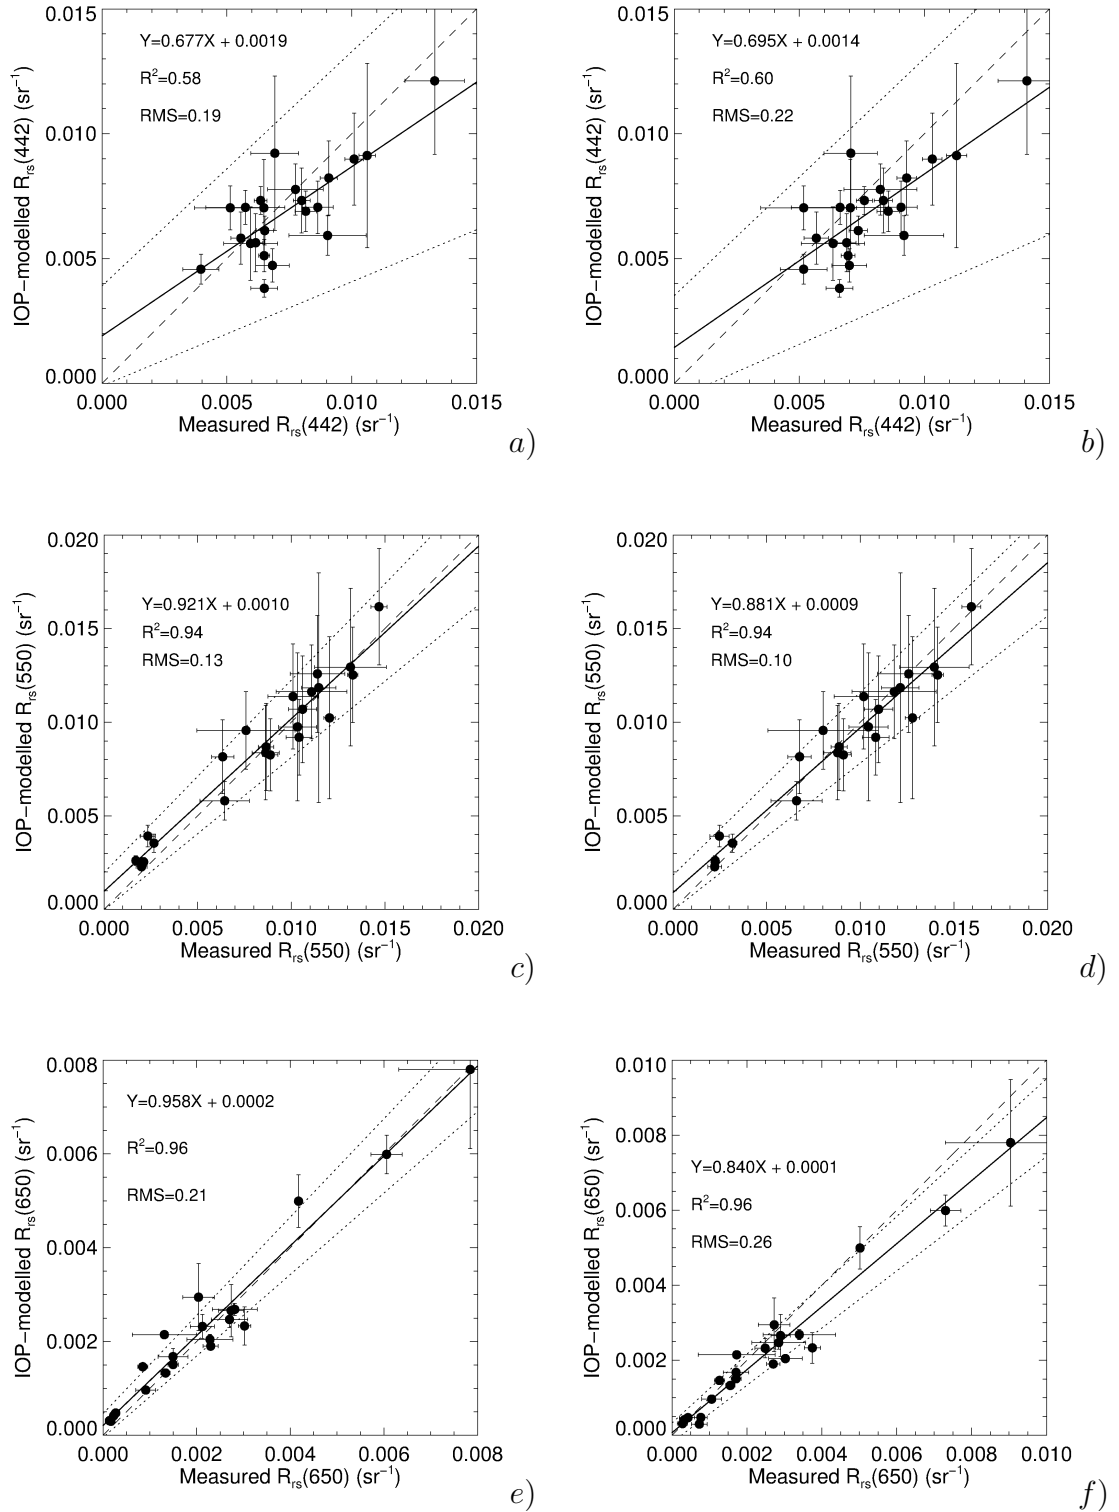 0.015
0.010
0.005
0.000
IOP−modelled Rrs(442) (sr−1)
Y=0.677X + 0.0019
R2=0.58
RMS=0.19
0.000 0.005 0.010 0.015
Measured Rrs(442) (sr−1)
a)
0.015
0.010
0.005
0.000
IOP−modelled Rrs(442) (sr−1)
Y=0.695X + 0.0014
R2=0.60
RMS=0.22
0.000 0.005 0.010 0.015
Measured Rrs(442) (sr−1)
b)
0.020
0.015
0.010
0.005
0.000
IOP−modelled Rrs(550) (sr−1)
Y=0.921X + 0.0010
R2=0.94
RMS=0.13
0.000 0.005 0.010 0.015 0.020
Measured Rrs(550) (sr−1)
c)
0.020
0.015
0.010
0.005
0.000
IOP−modelled Rrs(550) (sr−1)
Y=0.881X + 0.0009
R2=0.94
RMS=0.10
0.000 0.005 0.010 0.015 0.020
Measured Rrs(550) (sr−1)
d)
0.008
0.006
0.004
0.002
0.000
IOP−modelled Rrs(650) (sr−1)
Y=0.958X + 0.0002
R2=0.96
RMS=0.21
0.000 0.002 0.004 0.006 0.008
Measured Rrs(650) (sr−1)
e)
0.010
0.008
0.006
0.004
0.002
0.000
IOP−modelled Rrs(650) (sr−1)
Y=0.840X + 0.0001
R2=0.96
RMS=0.26
0.000 0.002 0.004 0.006 0.008 0.010
Measured Rrs(650) (sr−1)
f)